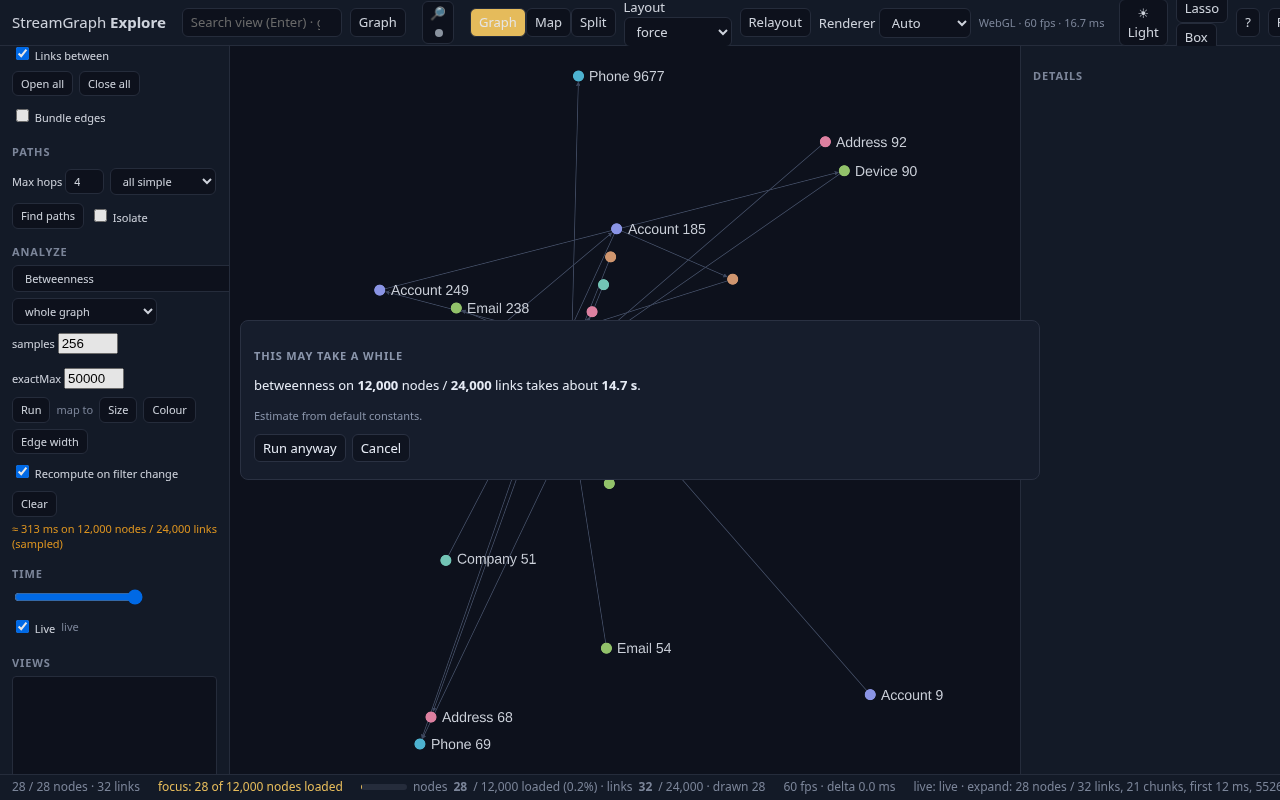 StreamGraph Explore
Search view (Enter) ·
Graph
Graph
Map
Split
Layout
force
Relayout
Renderer
Auto
WebGL · 60 fps · 16.7 ms
Light
Lasso
Box
?
Links between
Open all
Close all
Bundle edges
PATHS
Max hops
4
all simple
Find paths
Isolate
ANALYZE
Betweenness
whole graph
samples
256
exactMax
50000
Run
map to
Size
Colour
Edge width
Recompute on filter change
Clear
≈ 313 ms on 12,000 nodes / 24,000 links
(sampled)
TIME
Live
live
VIEWS
Phone 9677
Address 92
Device 90
Account 185
Account 249
Email 238
THIS MAY TAKE A WHILE
betweenness on 12,000 nodes / 24,000 links takes about 14.7 s.
Estimate from default constants.
Run anyway
Cancel
Company 51
Email 54
Account 9
Address 68
Phone 69
DETAILS
28 / 28 nodes · 32 links
focus: 28 of 12,000 nodes loaded
nodes 28 / 12,000 loaded (0.2%) · links 32 / 24,000 · drawn 28
60 fps · delta 0.0 ms
live: live · expand: 28 nodes / 32 links, 21 chunks, first 12 ms, 5528